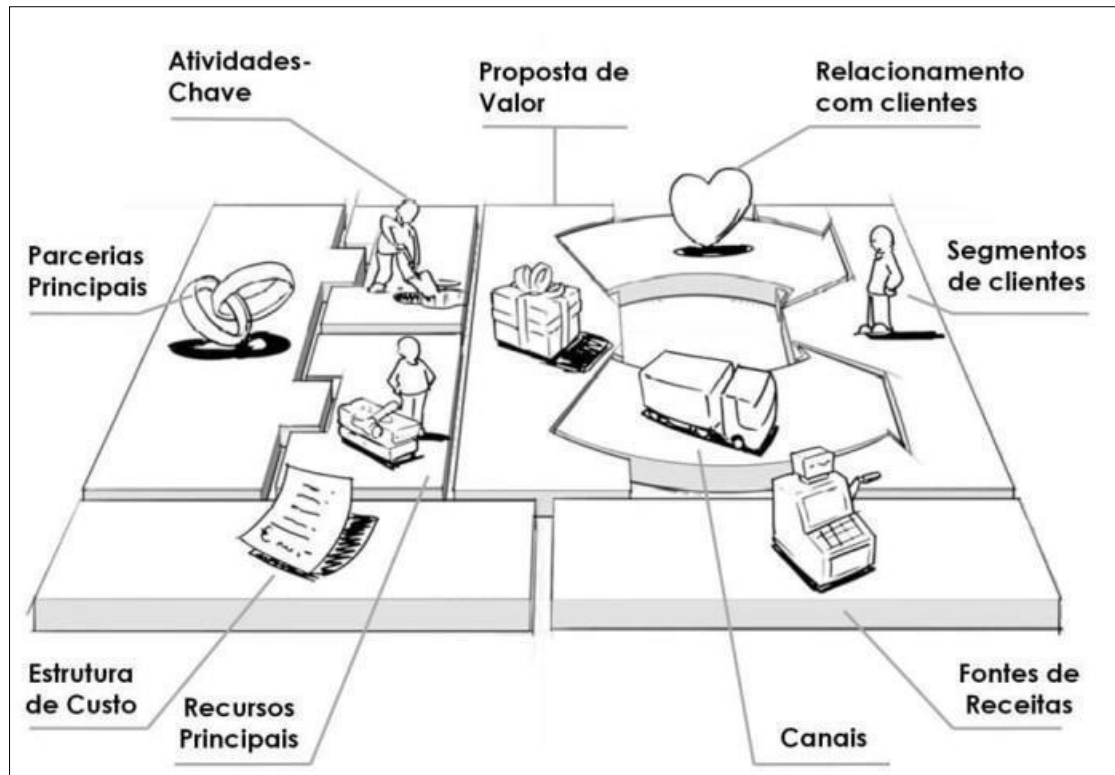 Atividades-
Chave
Proposta de
Valor
Relacionamento
com clientes
Parcerias
Principais
Segmentos
de clientes
Estrutura
de Custo
Recursos
Principais
Canais
Fontes de
Receitas